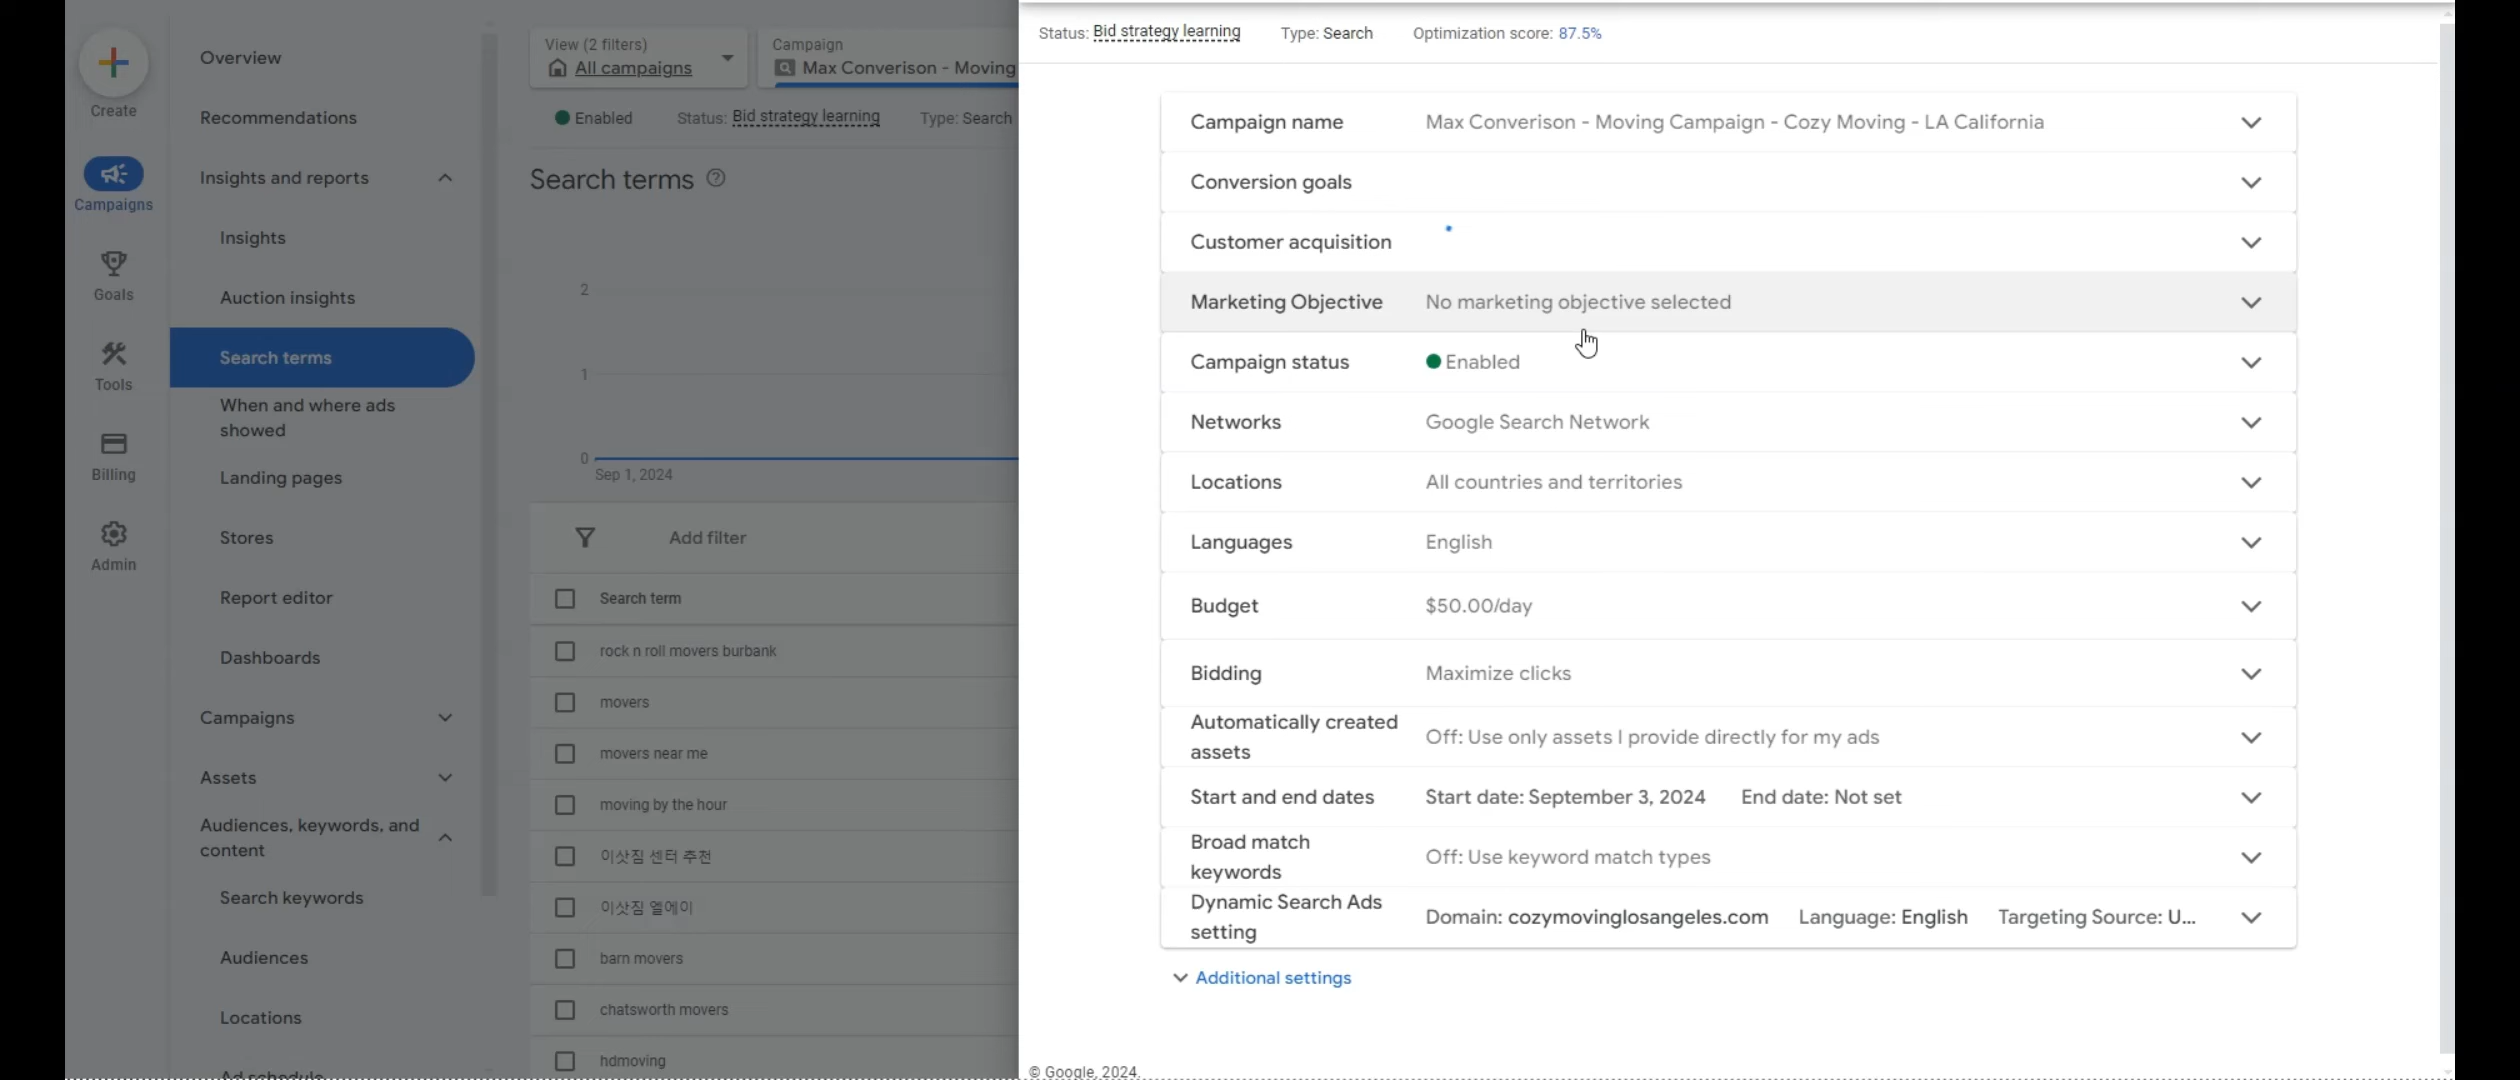 Create
Campaigns
Goals
Tools
Billing
Admin
Overview
Recommendations
Insights and reports
Insights
Auction insights
Search terms
When and where ads
showed
Landing pages
Stores
Report editor
Dashboards
Campaigns
Assets
Audiences, keywords, and
content
Search keywords
Audiences
Locations
Ad schedule
View (2 filters)
All campaigns
Campaign
Max Converison - Moving
Enabled
Status: Bid strategy learning
Type: Search
Search terms
2
1
0
Sep 1, 2024
Add filter
Search term
rock n roll movers burbank
movers
movers near me
moving by the hour
이삿짐 센터 추천
이삿짐 엘에이
barn movers
chatsworth movers
hdmoving
Status: Bid strategy learning
Type: Search
Optimization score: 87.5%
Campaign name
Max Converison - Moving Campaign - Cozy Moving - LA California
Conversion goals
Customer acquisition
Marketing Objective
No marketing objective selected
Campaign status
Enabled
Networks
Google Search Network
Locations
All countries and territories
Languages
English
Budget
$50.00/day
Bidding
Maximize clicks
Automatically created
assets
Off: Use only assets I provide directly for my ads
Start and end dates
Start date: September 3, 2024
End date: Not set
Broad match
keywords
Off: Use keyword match types
Dynamic Search Ads
setting
Domain: cozymovinglosangeles.com
Language: English
Targeting Source: U...
Additional settings
© Google, 2024.